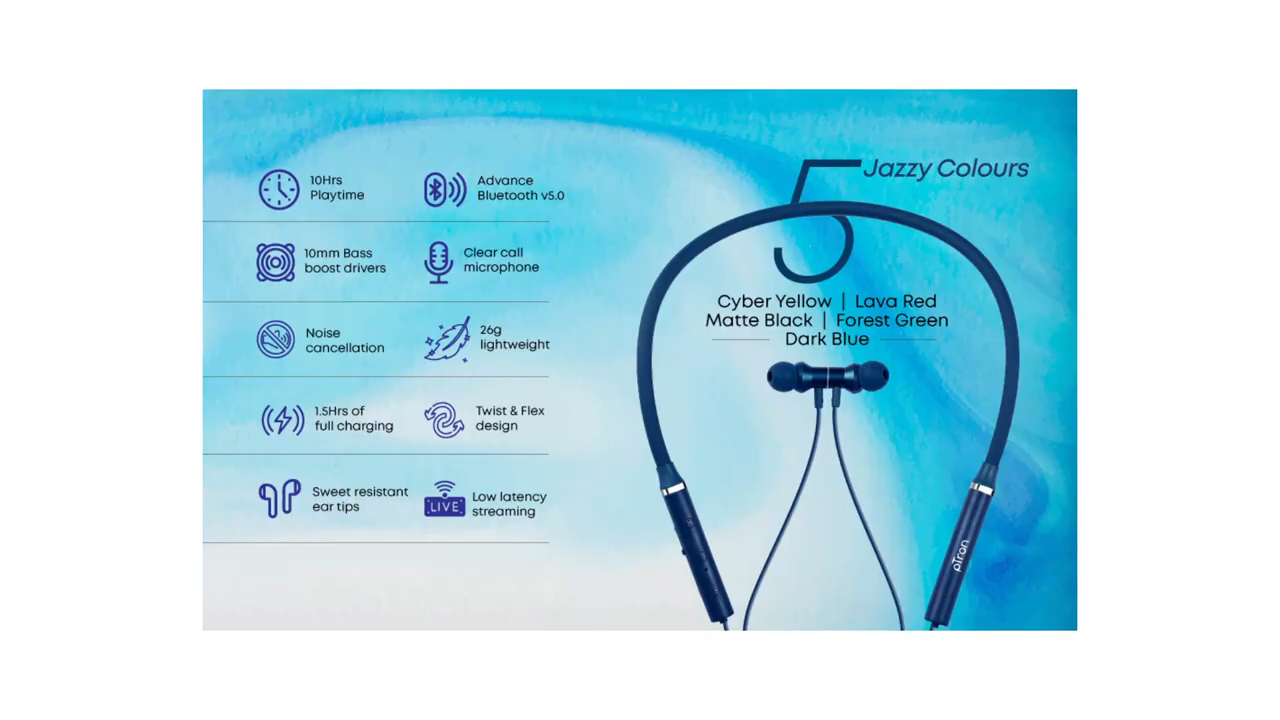 10Hrs
Playtime
Advance
Bluetooth v5.0
10mm Bass
boost drivers
Clear call
microphone
Noise
cancellation
26g
lightweight
1.5Hrs of
full charging
Twist & Flex
design
Sweet resistant
ear tips
LIVE
Low latency
streaming
5 Jazzy Colours
Cyber Yellow | Lava Red
Matte Black | Forest Green
Dark Blue
pTron